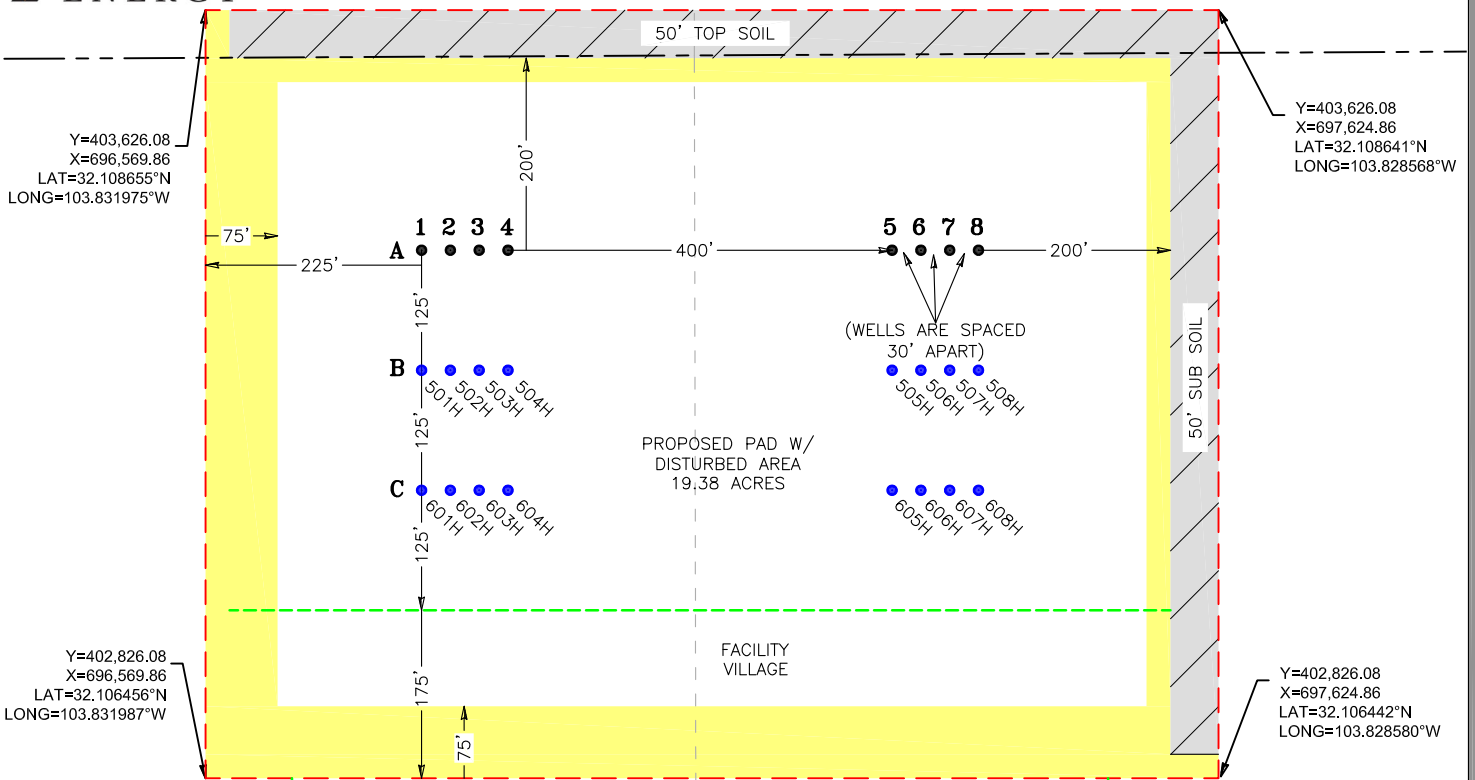 50' TOP SOIL
Y=403,626.08
X=696,569.86
LAT=32.108655°N
LONG=103.831975°W
Y=403,626.08
X=697,624.86
LAT=32.108641°N
LONG=103.828568°W
200'
75'
1 2 3 4
5 6 7 8
A
225'
400'
200'
125'
(WELLS ARE SPACED
30' APART)
50' SUB SOIL
B
501H
502H
503H
504H
505H
506H
507H
508H
125'
PROPOSED PAD W/
DISTURBED AREA
19.38 ACRES
C
601H
602H
603H
604H
605H
606H
607H
608H
125'
FACILITY
VILLAGE
Y=402,826.08
X=696,569.86
LAT=32.106456°N
LONG=103.831987°W
175'
75'
Y=402,826.08
X=697,624.86
LAT=32.106442°N
LONG=103.828580°W